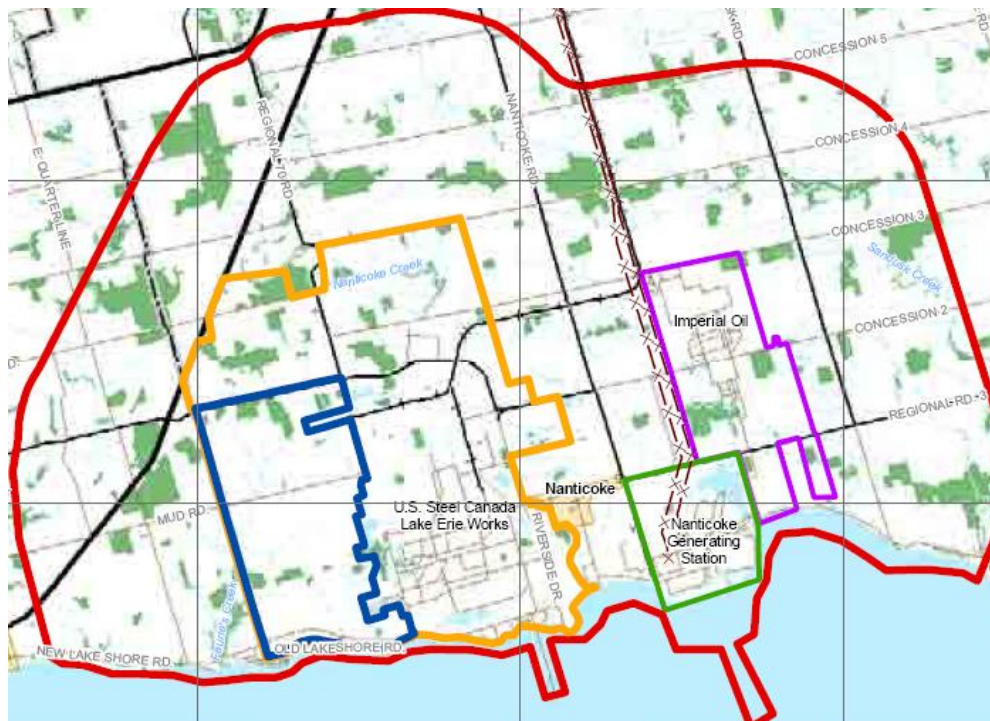 CONCESSION 5
CONCESSION 4
E. QUARTER LINE
REGIONAL 70 RD
NANTICOKE RD
CONCESSION 3
Sandusk Creek
Nanticoke Creek
Imperial Oil
CONCESSION 2
REGIONAL RD 3
Nanticoke
U.S. Steel Canada
Lake Erie Works
MUD RD.
Nanticoke
Generating
Station
RIVERSIDE DR.
NEW LAKE SHORE RD.
OLD LAKESHORE RD.